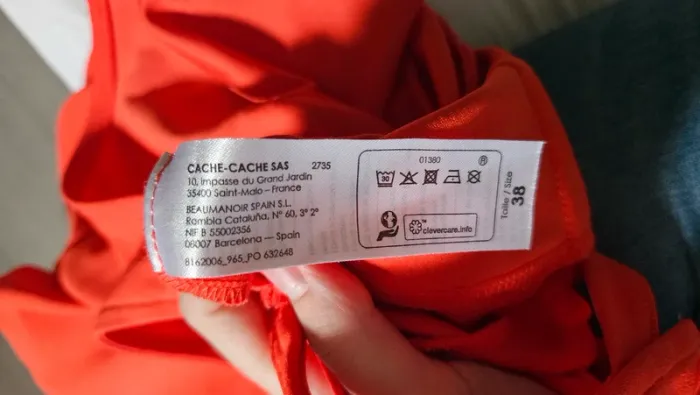 CACHE-CACHE SAS 2735
10, Impasse du Grand Jardin
35400 Saint-Malo – France
BEAUMANOIR SPAIN S.L.
Rambla Cataluña, N° 60, 3° 2°
NIF B 55002356
08007 Barcelona — Spain
8162006_965_PO 632648
01380 ®
30
clevercare.info
Taille / Size
38